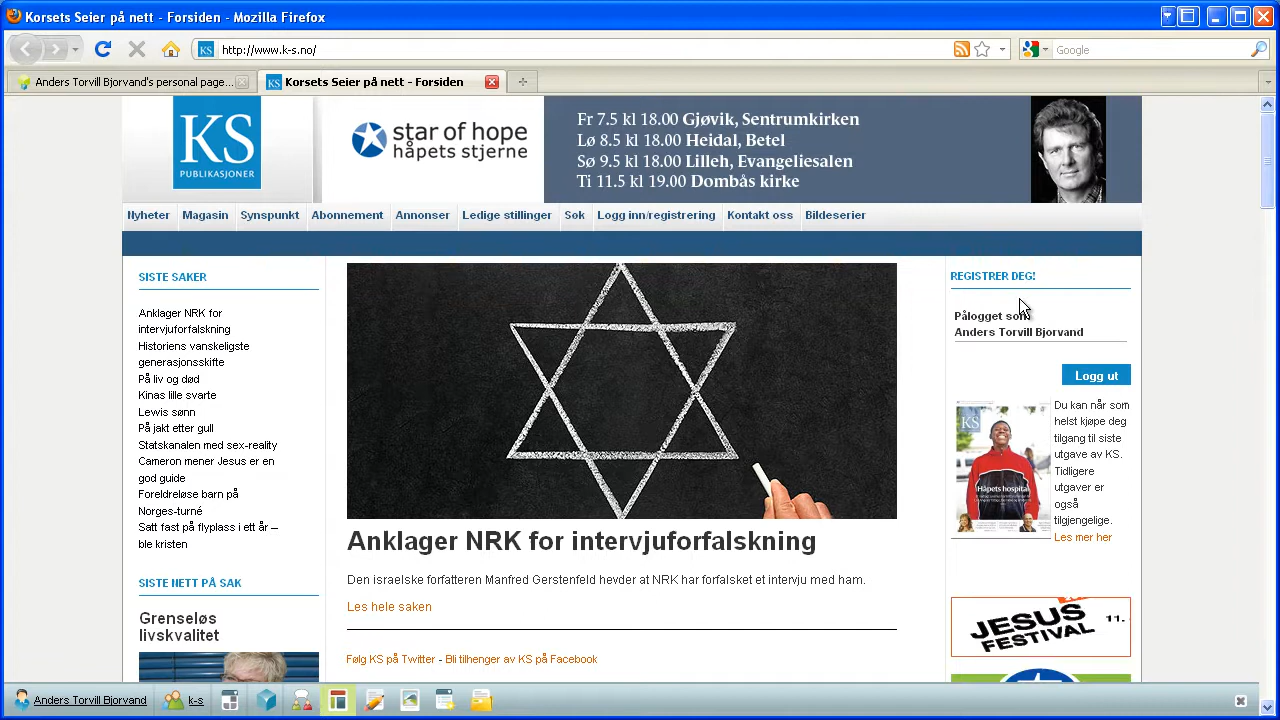 Korsets Seier på nett - Forsiden - Mozilla Firefox
http://www.k-s.no/
Google
Anders Torvill Bjorvand's personal page...
Korsets Seier på nett - Forsiden
KS
PUBLIKASJONER
star of hope
håpets stjerne
Fr 7.5 kl 18.00 Gjøvik, Sentrumkirken
Lø 8.5 kl 18.00 Heidal, Betel
Sø 9.5 kl 18.00 Lilleh, Evangeliesalen
Ti 11.5 kl 19.00 Dombås kirke
Nyheter Magasin Synspunkt Abonnement Annonser Ledige stillinger Søk Logg inn/registrering Kontakt oss Bildeserier
SISTE SAKER
Anklager NRK for
intervjuforfalskning
Historiens vanskeligste
generasjonsskifte
På liv og død
Kinas lille svarte
Lewis sønn
På jakt etter gull
Statskanalen med sex-reality
Cameron mener Jesus er en
god guide
Foreldreløse barn på
Norges-turné
Satt fast på flyplass i ett år –
ble kristen
SISTE NETT PÅ SAK
Grenseløs
livskvalitet
Anklager NRK for intervjuforfalskning
Den israelske forfatteren Manfred Gerstenfeld hevder at NRK har forfalsket et intervju med ham.
Les hele saken
Følg KS på Twitter - Bli tilhenger av KS på Facebook
REGISTRER DEG!
Pålogget som
Anders Torvill Bjorvand
Logg ut
KS
Håpets hospital
Du kan når som
helst kjøpe deg
tilgang til siste
utgave av KS.
Tidligere
utgaver er
også
tilgjengelige.
Les mer her
JESUS
FESTIVAL
11.
Anders Torvill Bjorvand
k-s